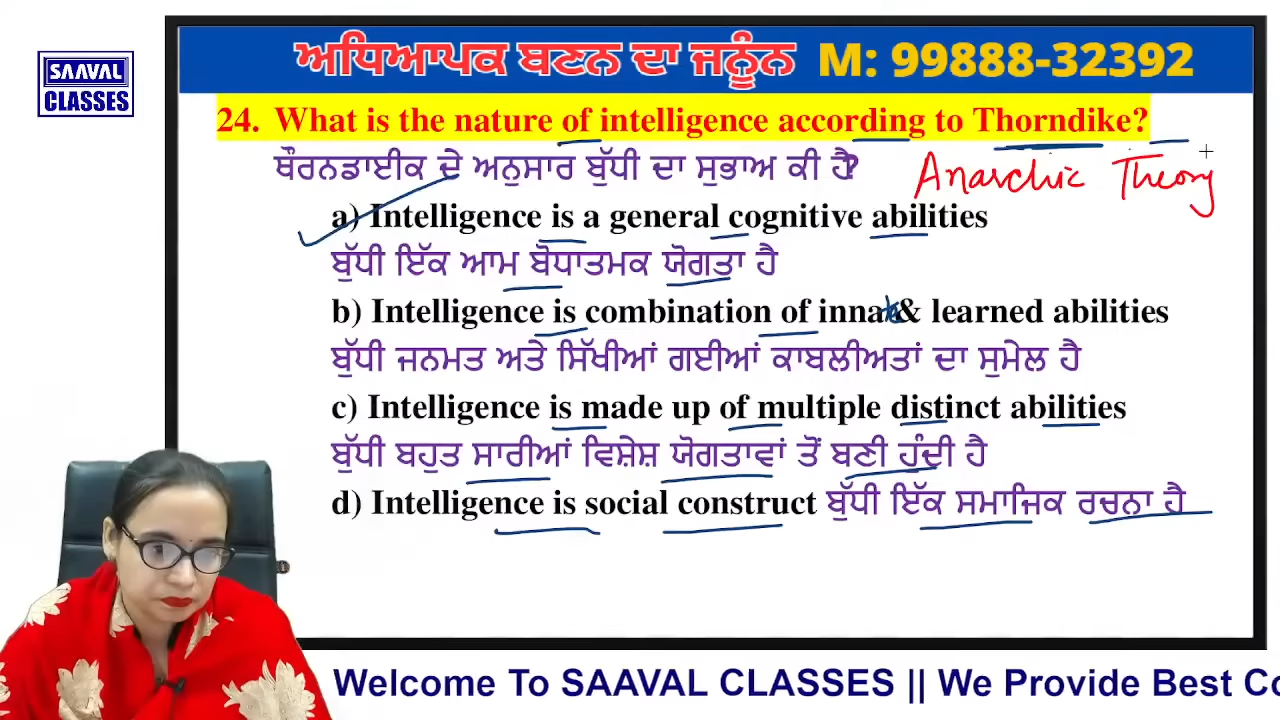 SAAVAL
CLASSES
ਅਧਿਆਪਕ ਬਣਨ ਦਾ ਜਨੂੰਨ M: 99888-32392
24. What is the nature of intelligence according to Thorndike?
ਥੌਰਨਡਾਈਕ ਦੇ ਅਨੁਸਾਰ ਬੁੱਧੀ ਦਾ ਸੁਭਾਅ ਕੀ ਹੈ?
Anarchic Theory
a) Intelligence is a general cognitive abilities
ਬੁੱਧੀ ਇੱਕ ਆਮ ਬੋਧਾਤਮਕ ਯੋਗਤਾ ਹੈ
b) Intelligence is combination of innate & learned abilities
ਬੁੱਧੀ ਜਨਮਤ ਅਤੇ ਸਿੱਖੀਆਂ ਗਈਆਂ ਕਾਬਲੀਅਤਾਂ ਦਾ ਸੁਮੇਲ ਹੈ
c) Intelligence is made up of multiple distinct abilities
ਬੁੱਧੀ ਬਹੁਤ ਸਾਰੀਆਂ ਵਿਸ਼ੇਸ਼ ਯੋਗਤਾਵਾਂ ਤੋਂ ਬਣੀ ਹੁੰਦੀ ਹੈ
d) Intelligence is social construct ਬੁੱਧੀ ਇੱਕ ਸਮਾਜਿਕ ਰਚਨਾ ਹੈ
Welcome To SAAVAL CLASSES || We Provide Best Co